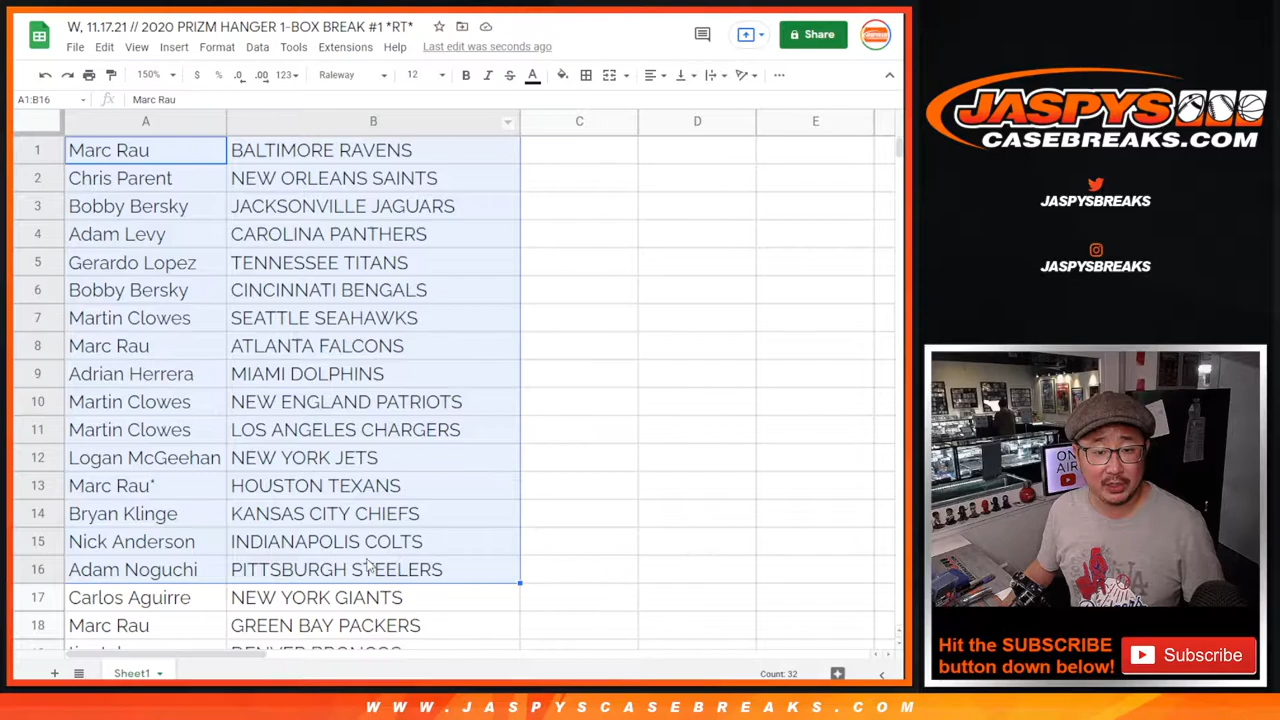 W, 11.17.21 // 2020 PRIZM HANGER 1-BOX BREAK #1 *RT*
File Edit View Insert Format Data Tools Extensions Help Last edit was seconds ago
Share
150% $ % .0 .00 123 Raleway 12 B I S A
A1:B16 fx Marc Rau
A B C D E
1 Marc Rau BALTIMORE RAVENS
2 Chris Parent NEW ORLEANS SAINTS
3 Bobby Bersky JACKSONVILLE JAGUARS
4 Adam Levy CAROLINA PANTHERS
5 Gerardo Lopez TENNESSEE TITANS
6 Bobby Bersky CINCINNATI BENGALS
7 Martin Clowes SEATTLE SEAHAWKS
8 Marc Rau ATLANTA FALCONS
9 Adrian Herrera MIAMI DOLPHINS
10 Martin Clowes NEW ENGLAND PATRIOTS
11 Martin Clowes LOS ANGELES CHARGERS
12 Logan McGeehan NEW YORK JETS
13 Marc Rau* HOUSTON TEXANS
14 Bryan Klinge KANSAS CITY CHIEFS
15 Nick Anderson INDIANAPOLIS COLTS
16 Adam Noguchi PITTSBURGH STEELERS
17 Carlos Aguirre NEW YORK GIANTS
18 Marc Rau GREEN BAY PACKERS
DENVER BRONCOS
Sheet1 Count: 32
JASPYS
CASEBREAKS.COM
JASPYSBREAKS
JASPYSBREAKS
ON
AIR
Hit the SUBSCRIBE
button down below!
Subscribe
WWW.JASPYSCASEBREAKS.COM